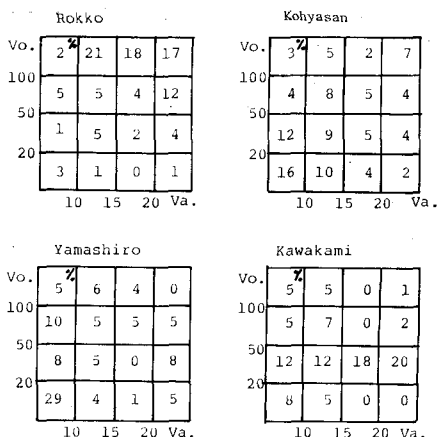 Rokko
Vo. 2% 21 18 17
100
5 5 4 12
50
1 5 2 4
20
3 1 0 1
10 15 20 Va.
Kohyasan
Vo. 3% 5 2 7
100
4 8 5 4
50
12 9 5 4
20
16 10 4 2
10 15 20 Va.
Yamashiro
Vo. 5% 6 4 0
100
10 5 5 5
50
8 5 0 8
20
29 4 1 5
10 15 20 Va.
Kawakami
Vo. 5% 5 0 1
100
5 7 0 2
50
12 12 18 20
20
8 5 0 0
10 15 20 Va.